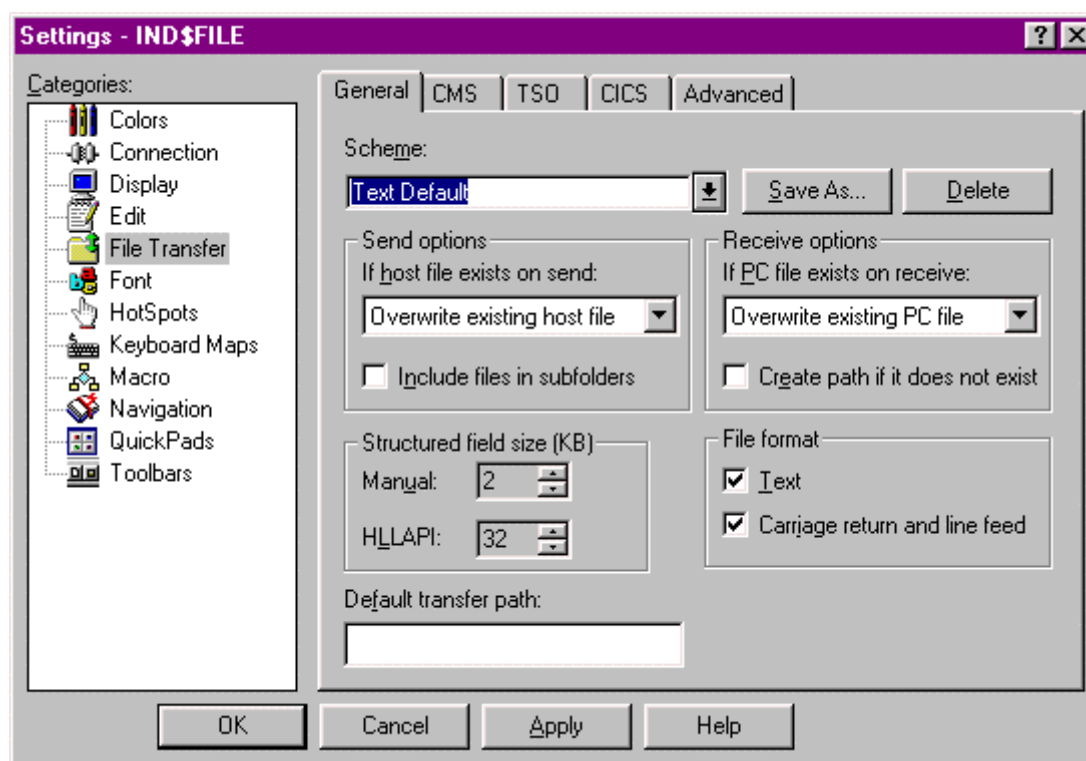 Settings - IND$FILE
Categories:
Colors
Connection
Display
Edit
File Transfer
Font
HotSpots
Keyboard Maps
Macro
Navigation
QuickPads
Toolbars
General CMS TSO CICS Advanced
Scheme:
Text Default Save As... Delete
Send options
If host file exists on send:
Overwrite existing host file
Include files in subfolders
Receive options
If PC file exists on receive:
Overwrite existing PC file
Create path if it does not exist
Structured field size (KB)
Manual: 2
HLLAPI: 32
File format
Text
Carriage return and line feed
Default transfer path:
OK Cancel Apply Help